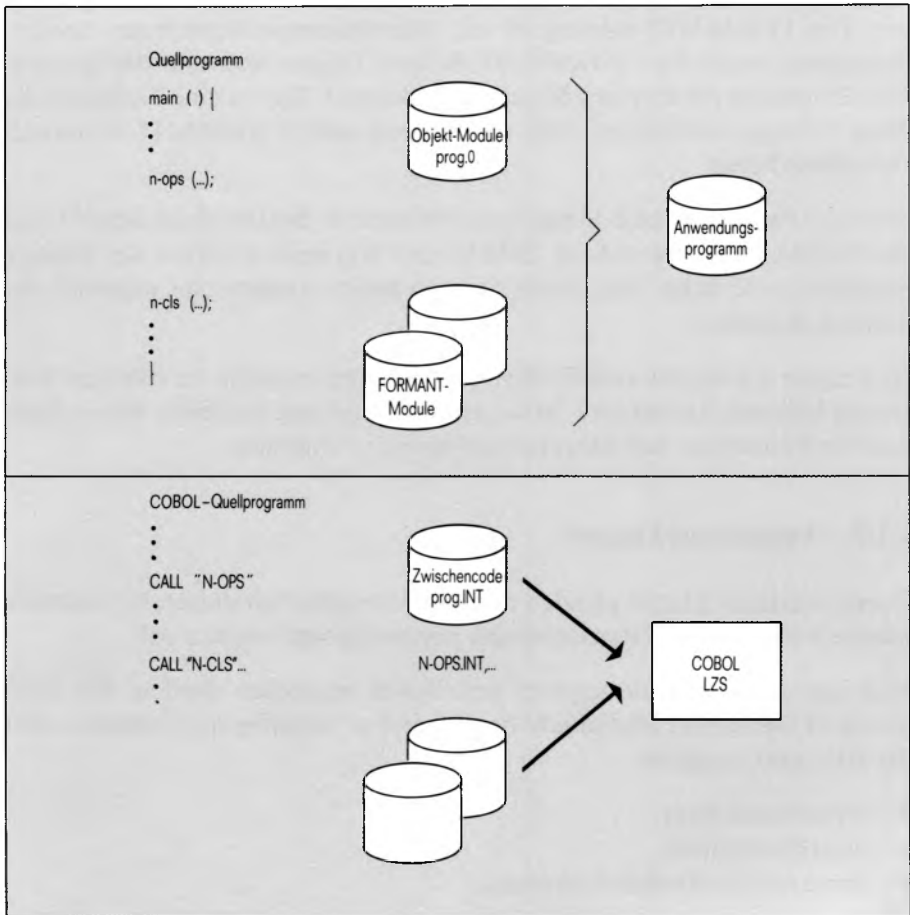 Quellprogramm
main ( ) {
n-ops (...);
n-cls (...);
Objekt-Module
prog.0
FORMANT-
Module
Anwendungs-
programm
COBOL-Quellprogramm
CALL "N-OPS"
CALL "N-CLS"...
Zwischencode
prog.INT
N-OPS.INT,...
COBOL
LZS